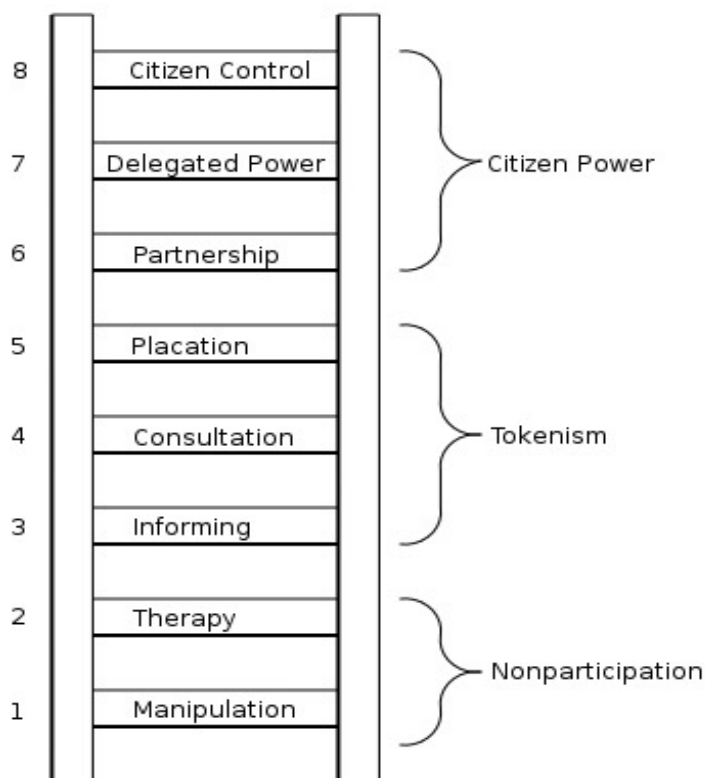 8 Citizen Control
7 Delegated Power
Citizen Power
6 Partnership
5 Placation
4 Consultation
Tokenism
3 Informing
2 Therapy
Nonparticipation
1 Manipulation